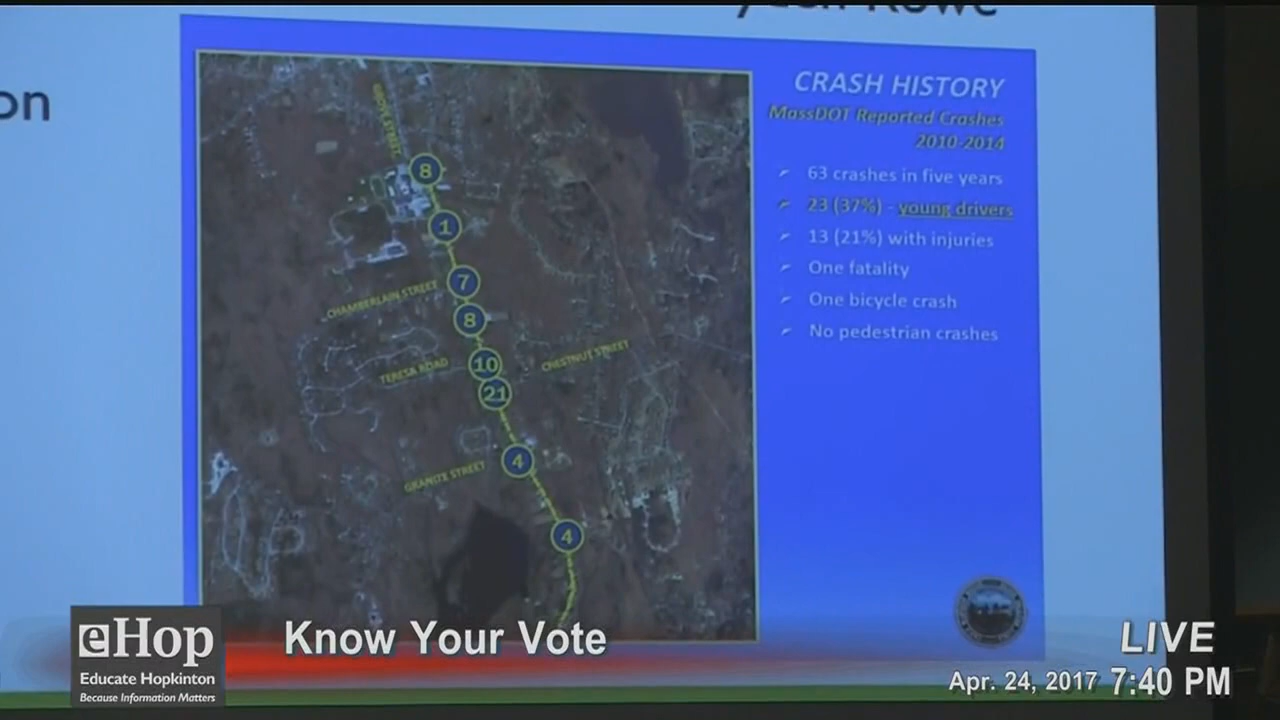 Rowe
on
CRASH HISTORY
MassDOT Reported Crashes
2010-2014
63 crashes in five years
23 (37%) - young drivers
13 (21%) with injuries
One fatality
One bicycle crash
No pedestrian crashes
GROVE STREET
8
1
7
CHAMBERLAIN STREET
8
10
CHESTNUT STREET
TERESA ROAD
21
4
GRANITE STREET
4
eHop
Educate Hopkinton
Because Information Matters
Know Your Vote
LIVE
Apr. 24, 2017 7:40 PM